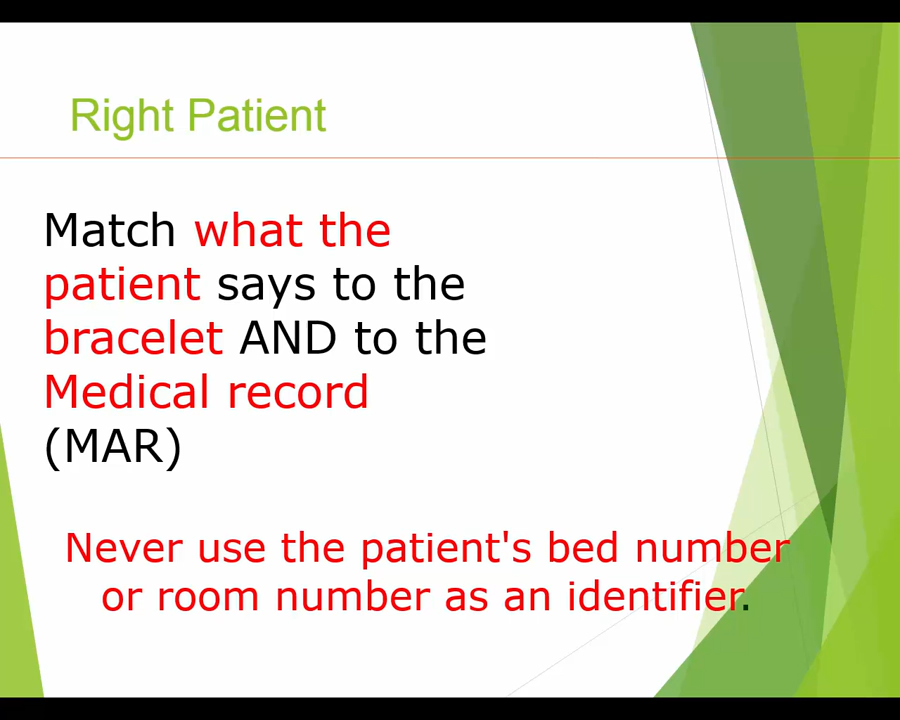 Right Patient
Match what the
patient says to the
bracelet AND to the
Medical record
(MAR)
Never use the patient's bed number
or room number as an identifier.